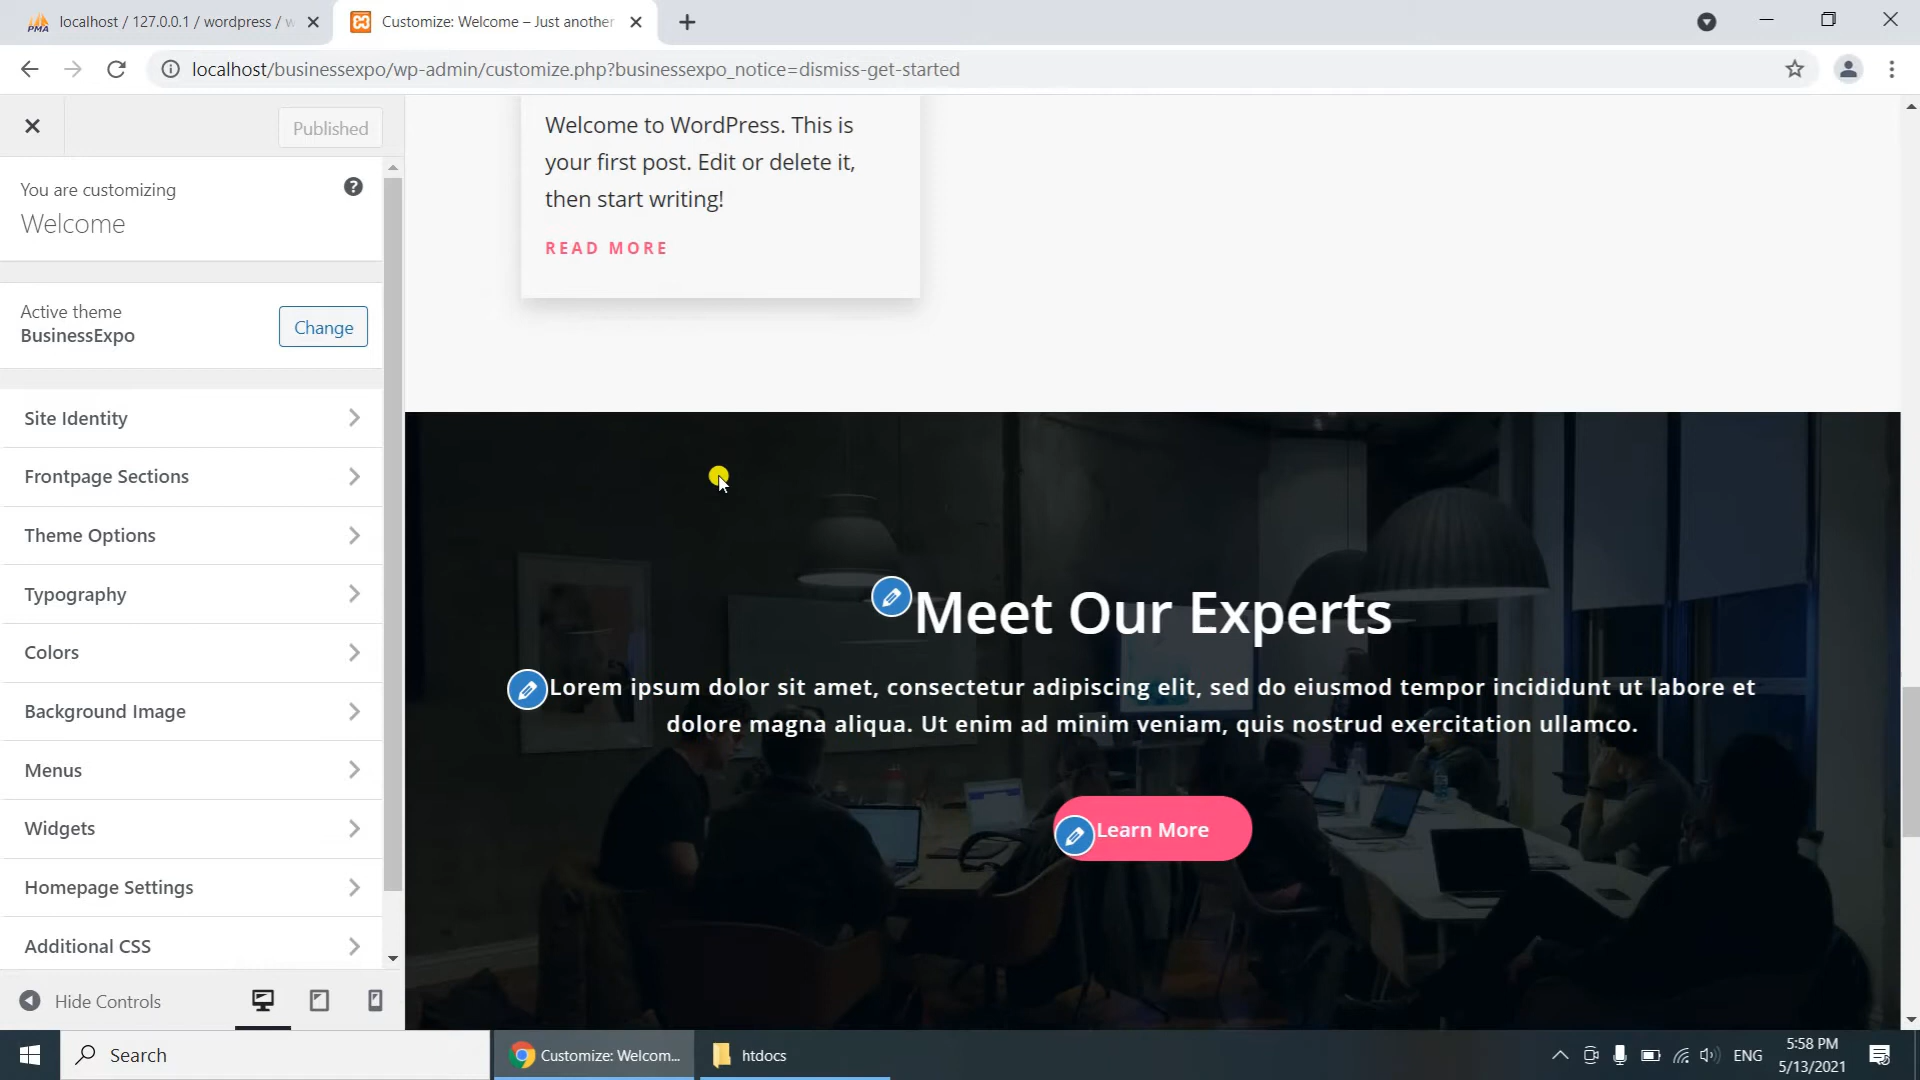 PMA
localhost / 127.0.0.1 / wordpress / w
Customize: Welcome – Just another
localhost/businessexpo/wp-admin/customize.php?businessexpo_notice=dismiss-get-started
Published
You are customizing
Welcome
Active theme
BusinessExpo
Change
Site Identity
Frontpage Sections
Theme Options
Typography
Colors
Background Image
Menus
Widgets
Homepage Settings
Additional CSS
Hide Controls
Welcome to WordPress. This is
your first post. Edit or delete it,
then start writing!
READ MORE
Meet Our Experts
Lorem ipsum dolor sit amet, consectetur adipiscing elit, sed do eiusmod tempor incididunt ut labore et
dolore magna aliqua. Ut enim ad minim veniam, quis nostrud exercitation ullamco.
Learn More
Search
Customize: Welcom...
htdocs
ENG
5:58 PM
5/13/2021